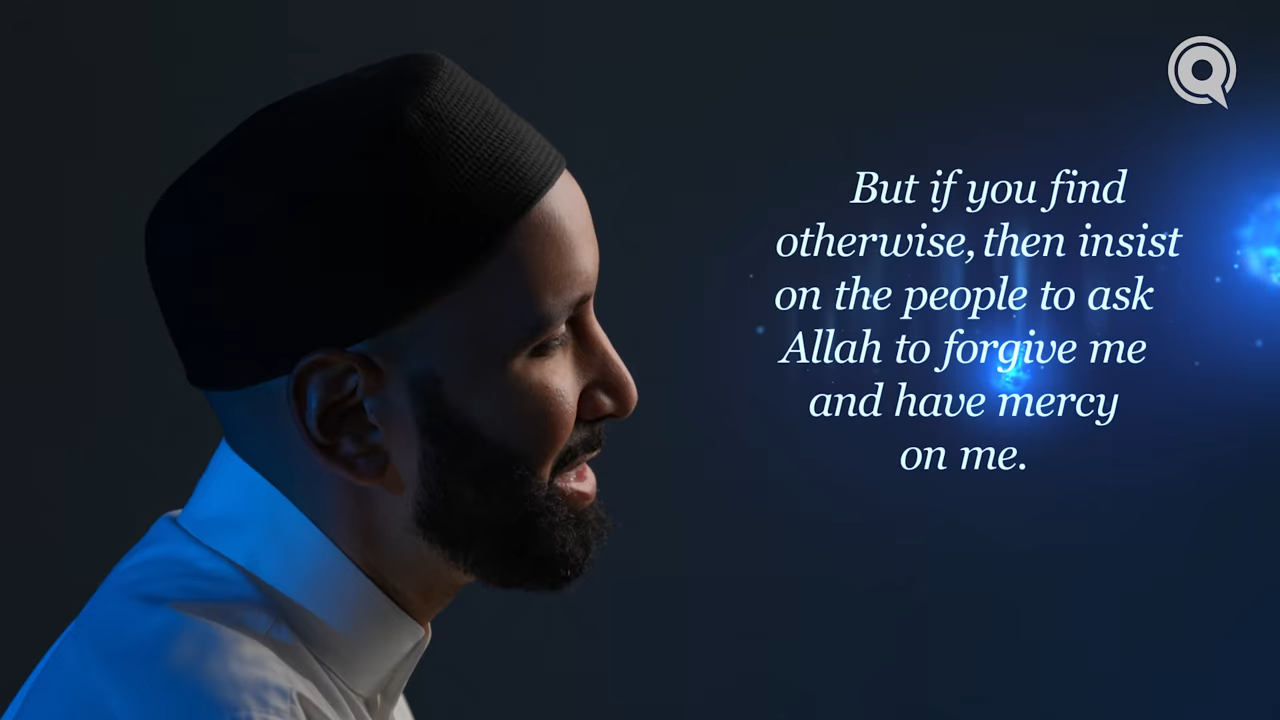 But if you find
otherwise, then insist
on the people to ask
Allah to forgive me
and have mercy
on me.